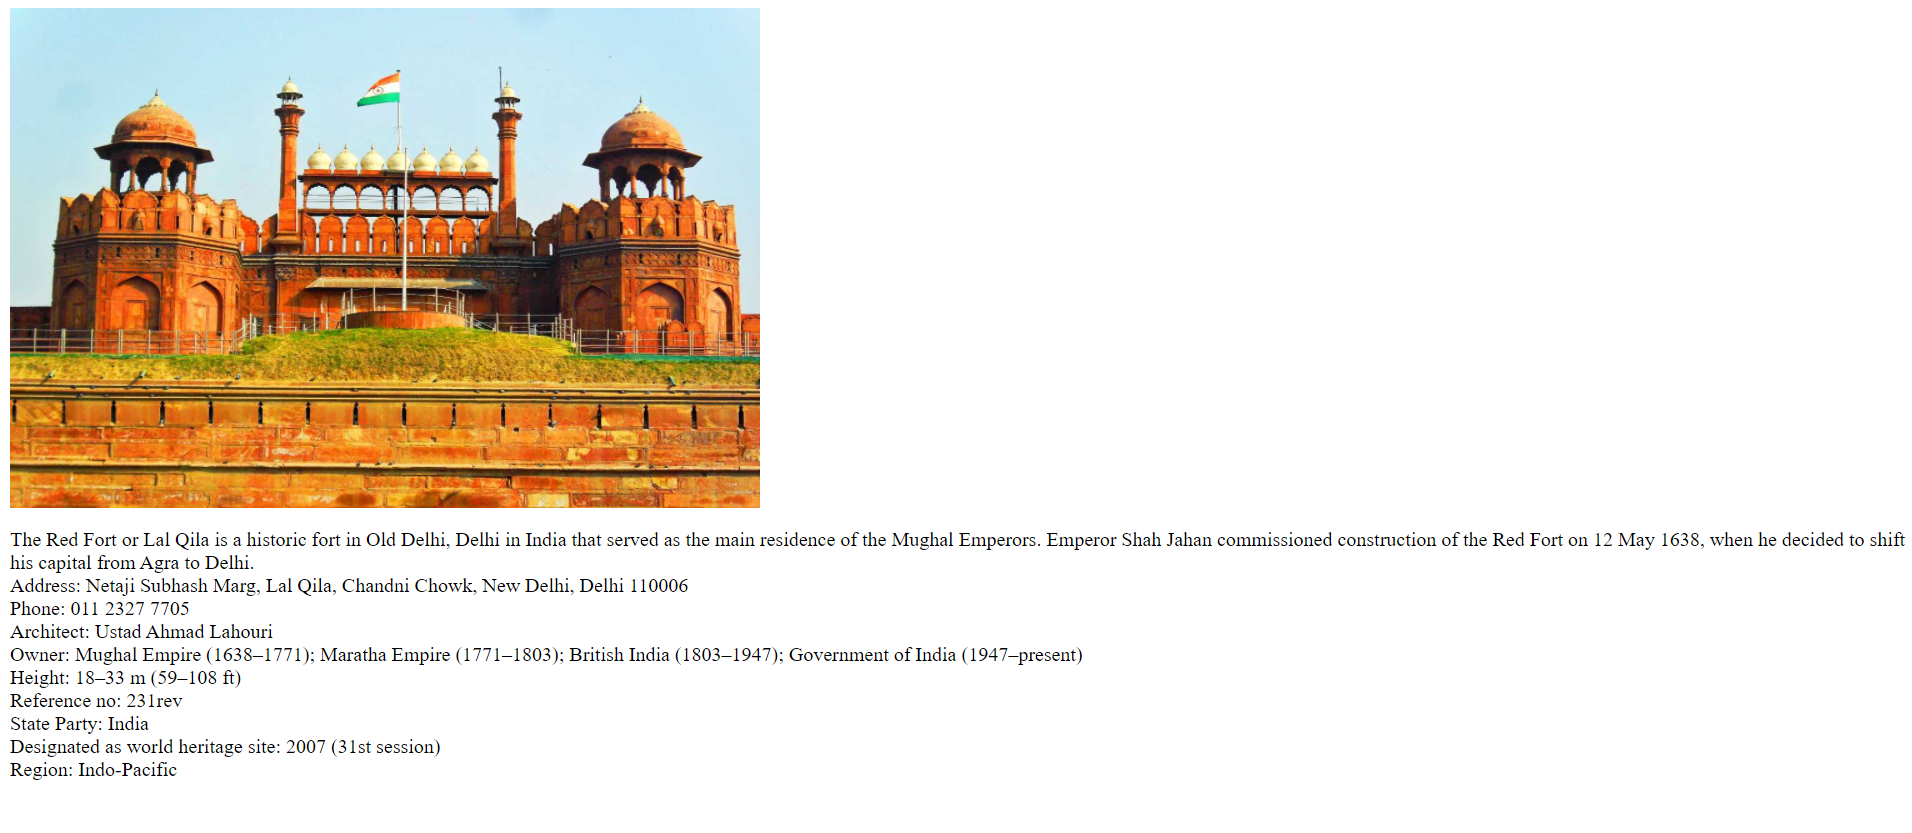 The Red Fort or Lal Qila is a historic fort in Old Delhi, Delhi in India that served as the main residence of the Mughal Emperors. Emperor Shah Jahan commissioned construction of the Red Fort on 12 May 1638, when he decided to shift
his capital from Agra to Delhi.
Address: Netaji Subhash Marg, Lal Qila, Chandni Chowk, New Delhi, Delhi 110006
Phone: 011 2327 7705
Architect: Ustad Ahmad Lahouri
Owner: Mughal Empire (1638–1771); Maratha Empire (1771–1803); British India (1803–1947); Government of India (1947–present)
Height: 18–33 m (59–108 ft)
Reference no: 231rev
State Party: India
Designated as world heritage site: 2007 (31st session)
Region: Indo-Pacific